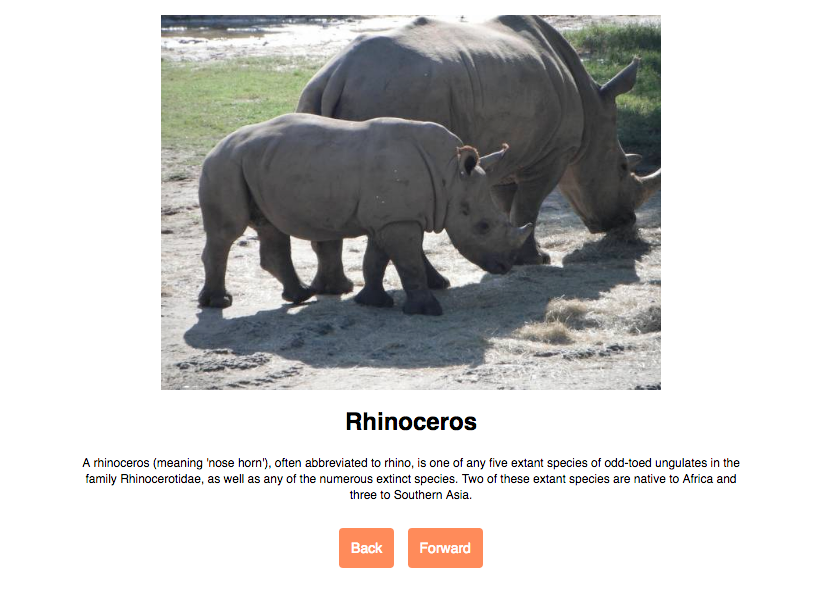 Rhinoceros
A rhinoceros (meaning 'nose horn'), often abbreviated to rhino, is one of any five extant species of odd-toed ungulates in the
family Rhinocerotidae, as well as any of the numerous extinct species. Two of these extant species are native to Africa and
three to Southern Asia.
Back
Forward